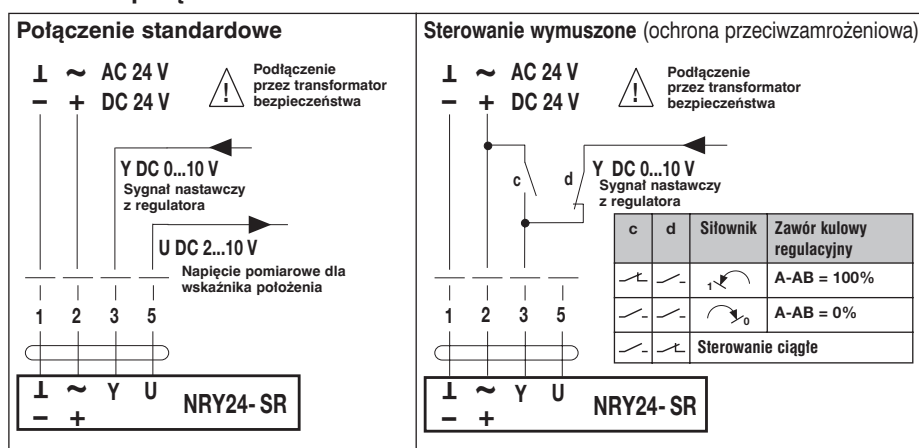 Połączenie standardowe
⊥ ~ AC 24 V
– + DC 24 V
Podłączenie
przez transformator
bezpieczeństwa
!
Y DC 0...10 V
Sygnał nastawczy
z regulatora
U DC 2...10 V
Napięcie pomiarowe dla
wskaźnika położenia
1 2 3 5
⊥ ~ Y U
– +
NRY24- SR
Sterowanie wymuszone (ochrona przeciwzamrożeniowa)
⊥ ~ AC 24 V
– + DC 24 V
Podłączenie
przez transformator
bezpieczeństwa
!
c d
Y DC 0...10 V
Sygnał nastawczy
z regulatora
c d Siłownik Zawór kulowy
regulacyjny
1 A-AB = 100%
0 A-AB = 0%
Sterowanie ciągłe
1 2 3 5
⊥ ~ Y U
– +
NRY24- SR